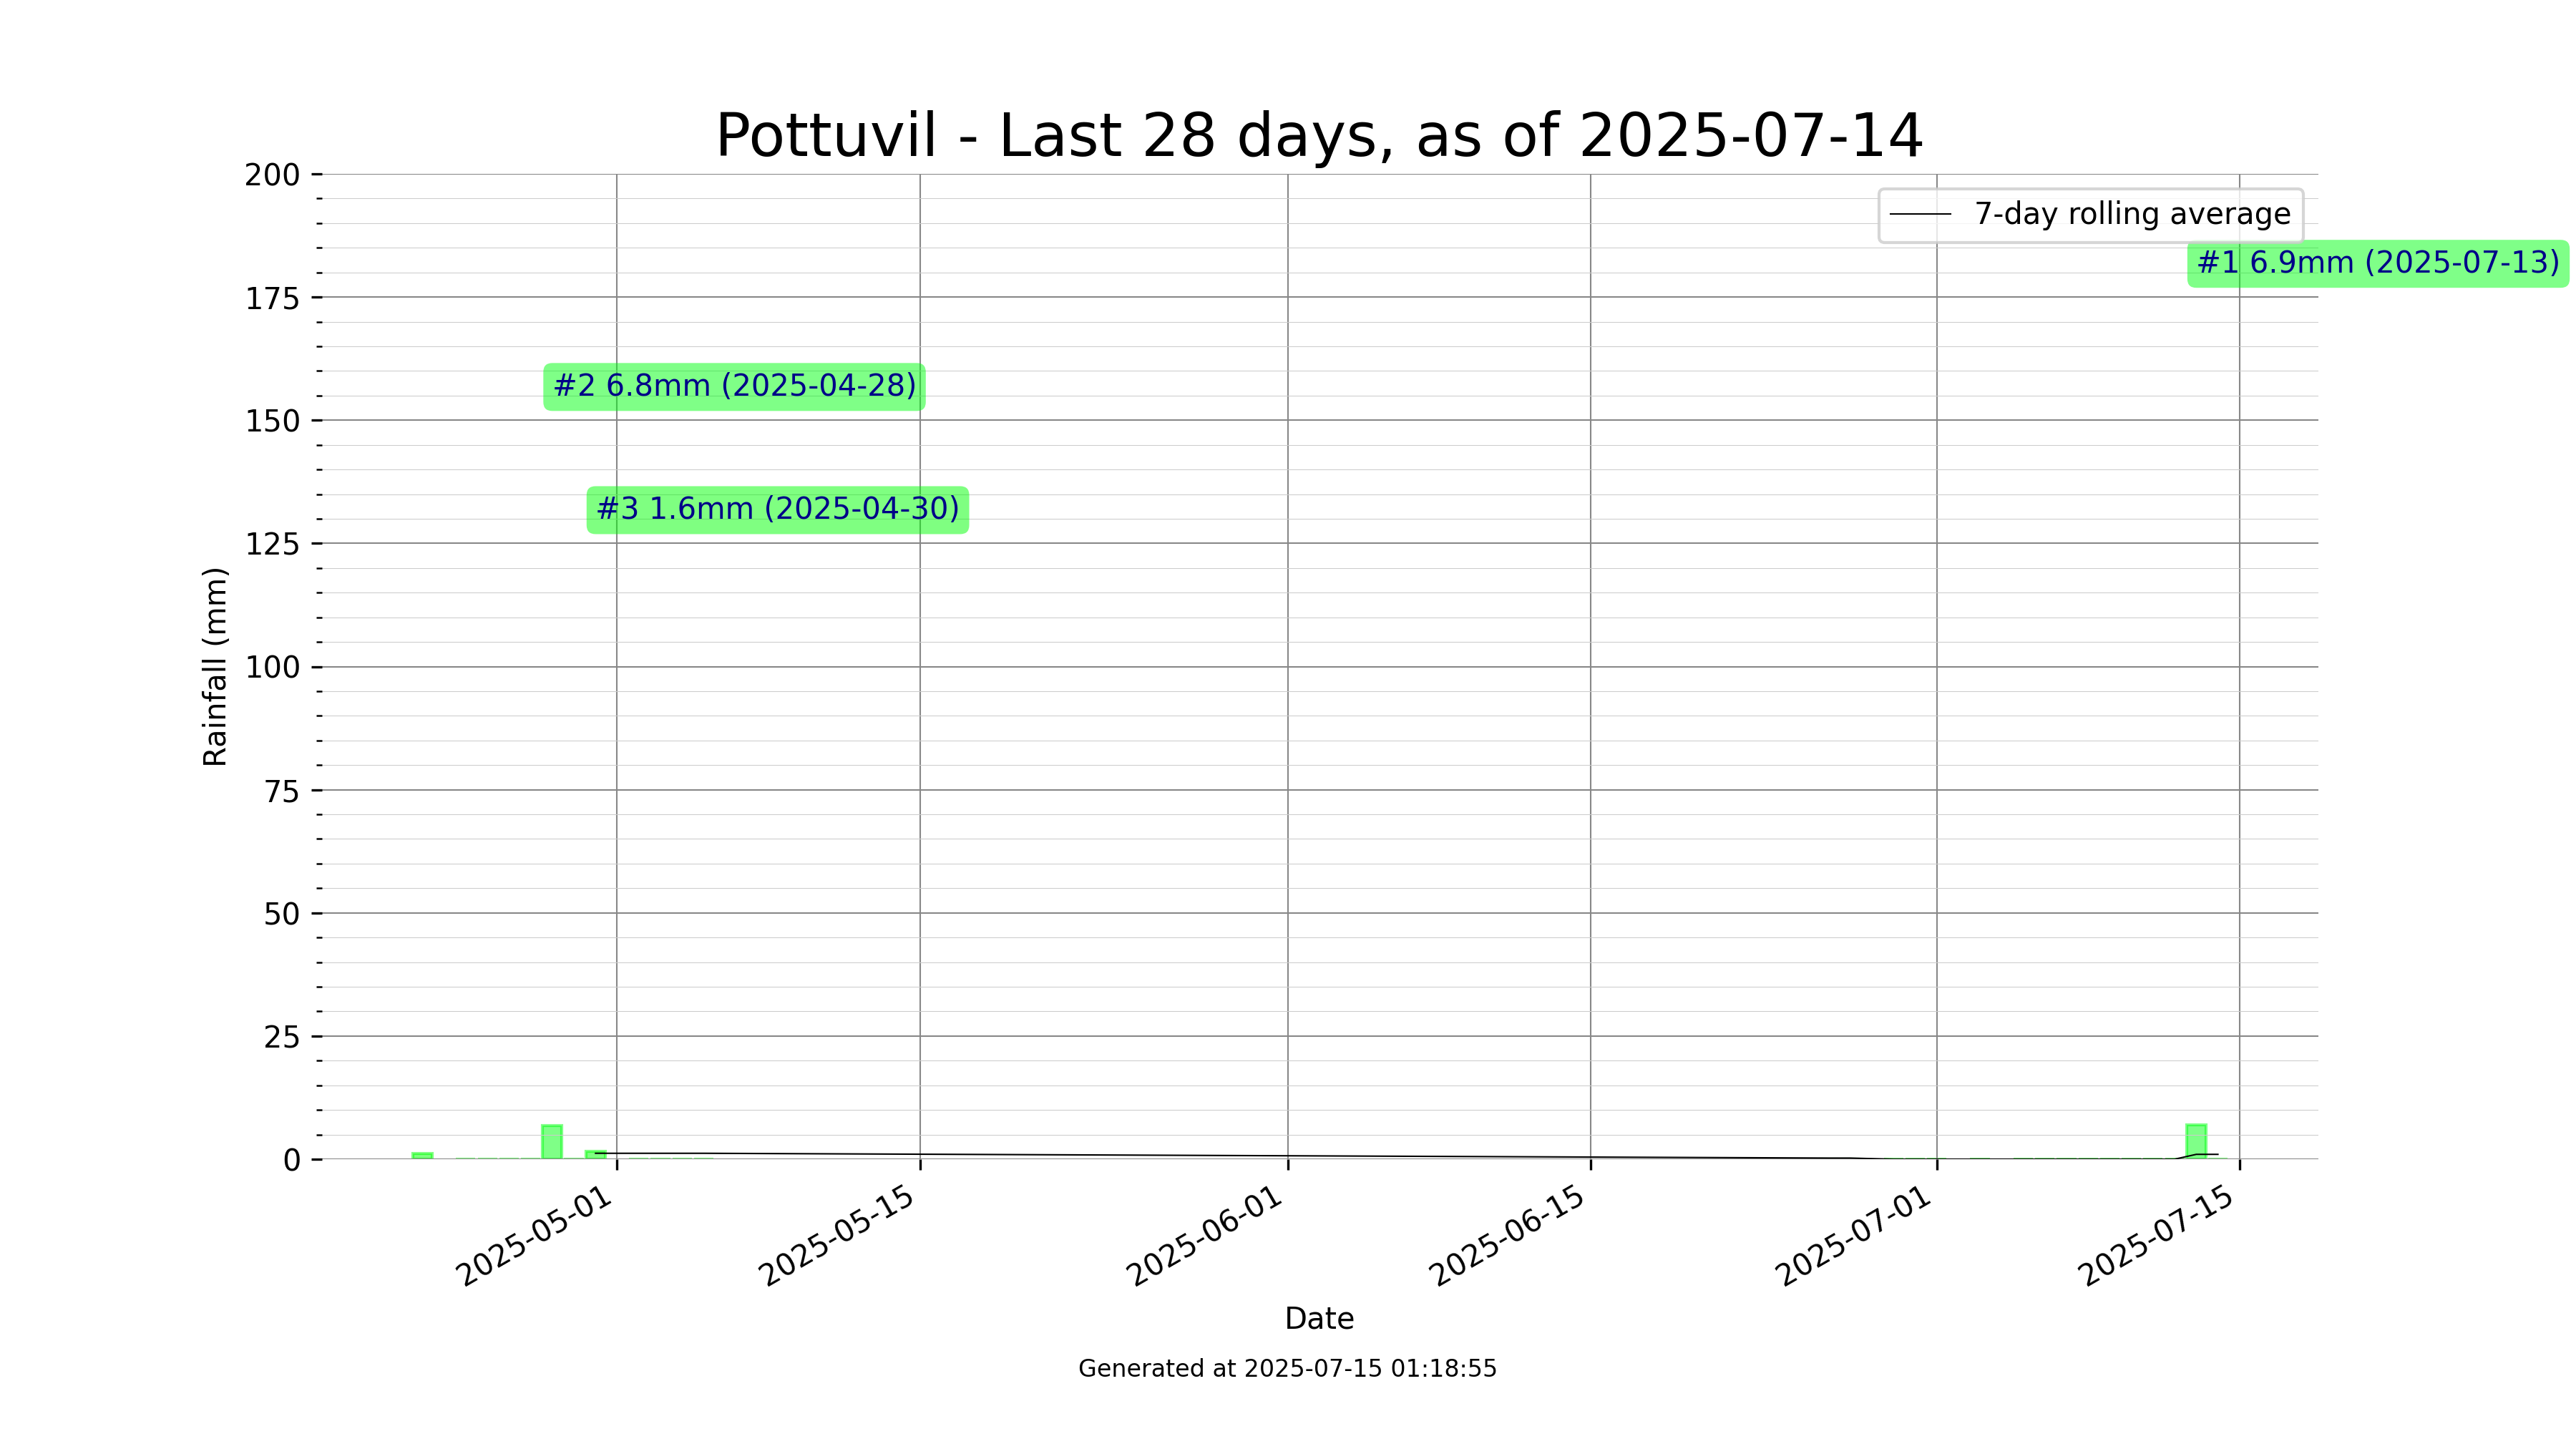 Pottuvil - Last 28 days, as of 2025-07-14
200
175
150
125
100
75
50
25
0
Rainfall (mm)
7-day rolling average
#1 6.9mm (2025-07-13)
#2 6.8mm (2025-04-28)
#3 1.6mm (2025-04-30)
2025-05-01
2025-05-15
2025-06-01
2025-06-15
2025-07-01
2025-07-15
Date
Generated at 2025-07-15 01:18:55